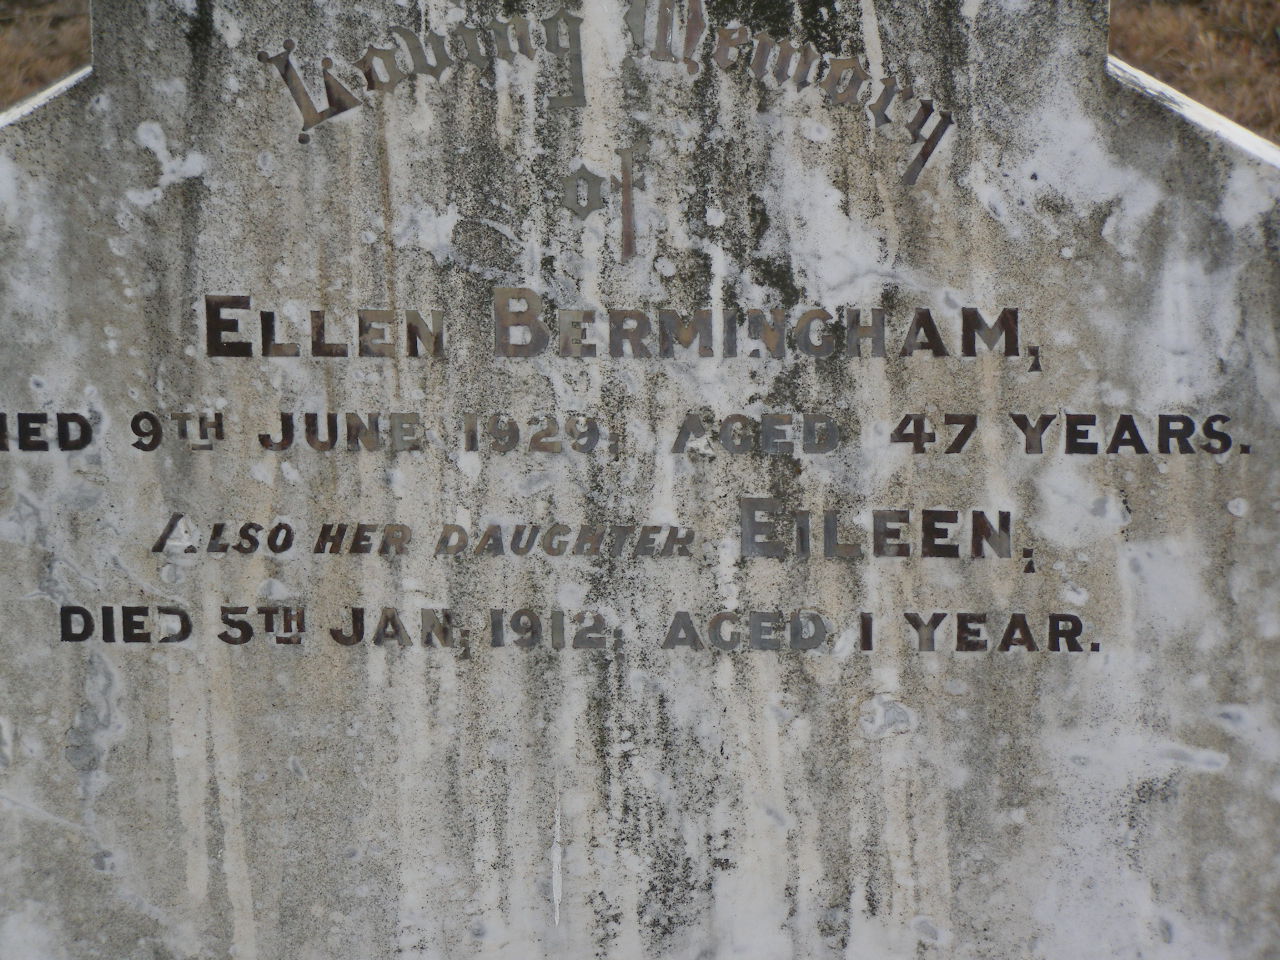 Loving Memory
of
ELLEN BERMINGHAM,
IED 9TH JUNE 1929, AGED 47 YEARS.
ALSO HER DAUGHTER EILEEN,
DIED 5TH JAN, 1912, AGED 1 YEAR.